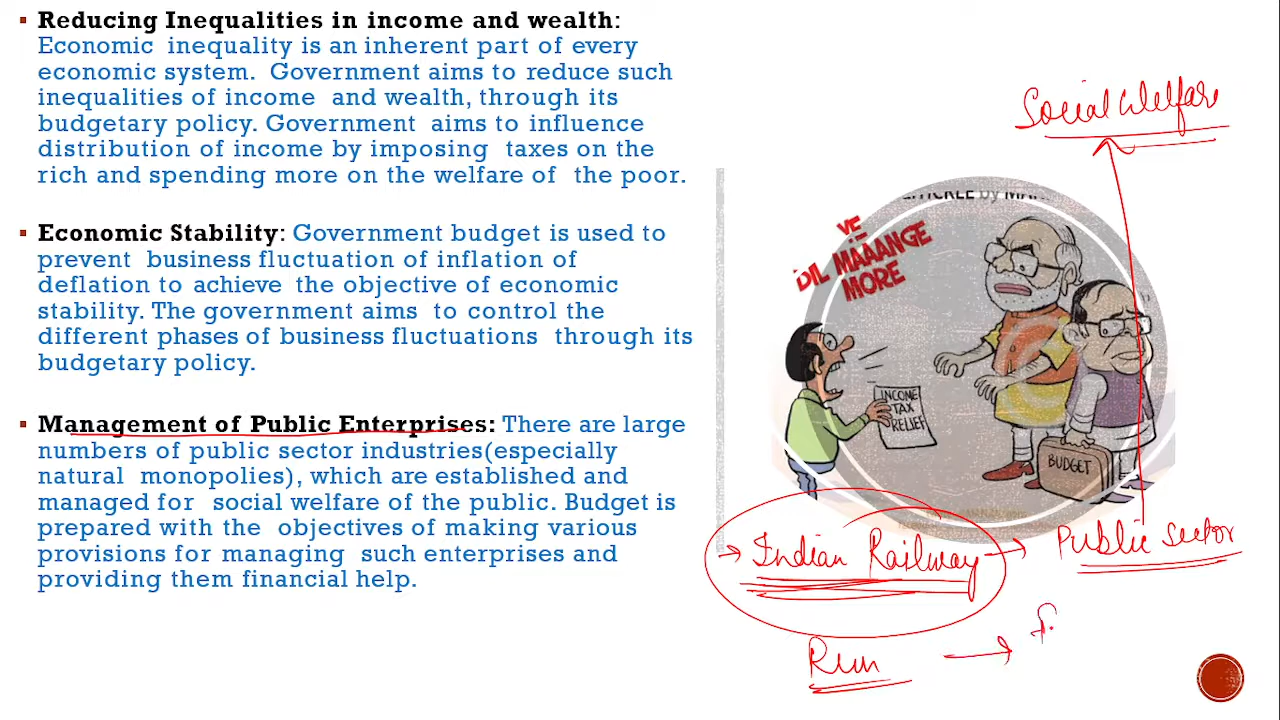 ▪ Reducing Inequalities in income and wealth:
Economic inequality is an inherent part of every
economic system. Government aims to reduce such
inequalities of income and wealth, through its
budgetary policy. Government aims to influence
distribution of income by imposing taxes on the
rich and spending more on the welfare of the poor.
▪ Economic Stability: Government budget is used to
prevent business fluctuation of inflation of
deflation to achieve the objective of economic
stability. The government aims to control the
different phases of business fluctuations through its
budgetary policy.
▪ Management of Public Enterprises: There are large
numbers of public sector industries(especially
natural monopolies), which are established and
managed for social welfare of the public. Budget is
prepared with the objectives of making various
provisions for managing such enterprises and
providing them financial help.
Social Welfare
by
YE
DIL MAAANGE
MORE
INCOME
TAX
RELIEF
BUDGET
→ Indian Railway → Public sector
Run → f